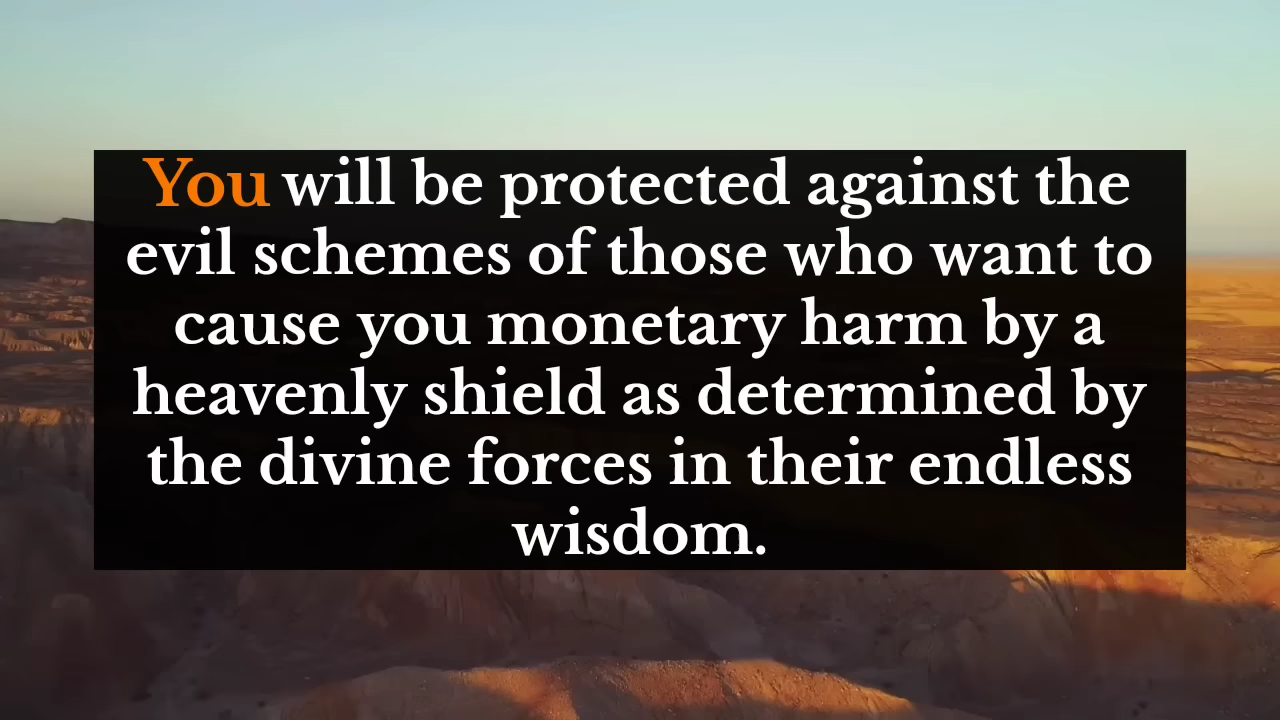 You will be protected against the
evil schemes of those who want to
cause you monetary harm by a
heavenly shield as determined by
the divine forces in their endless
wisdom.